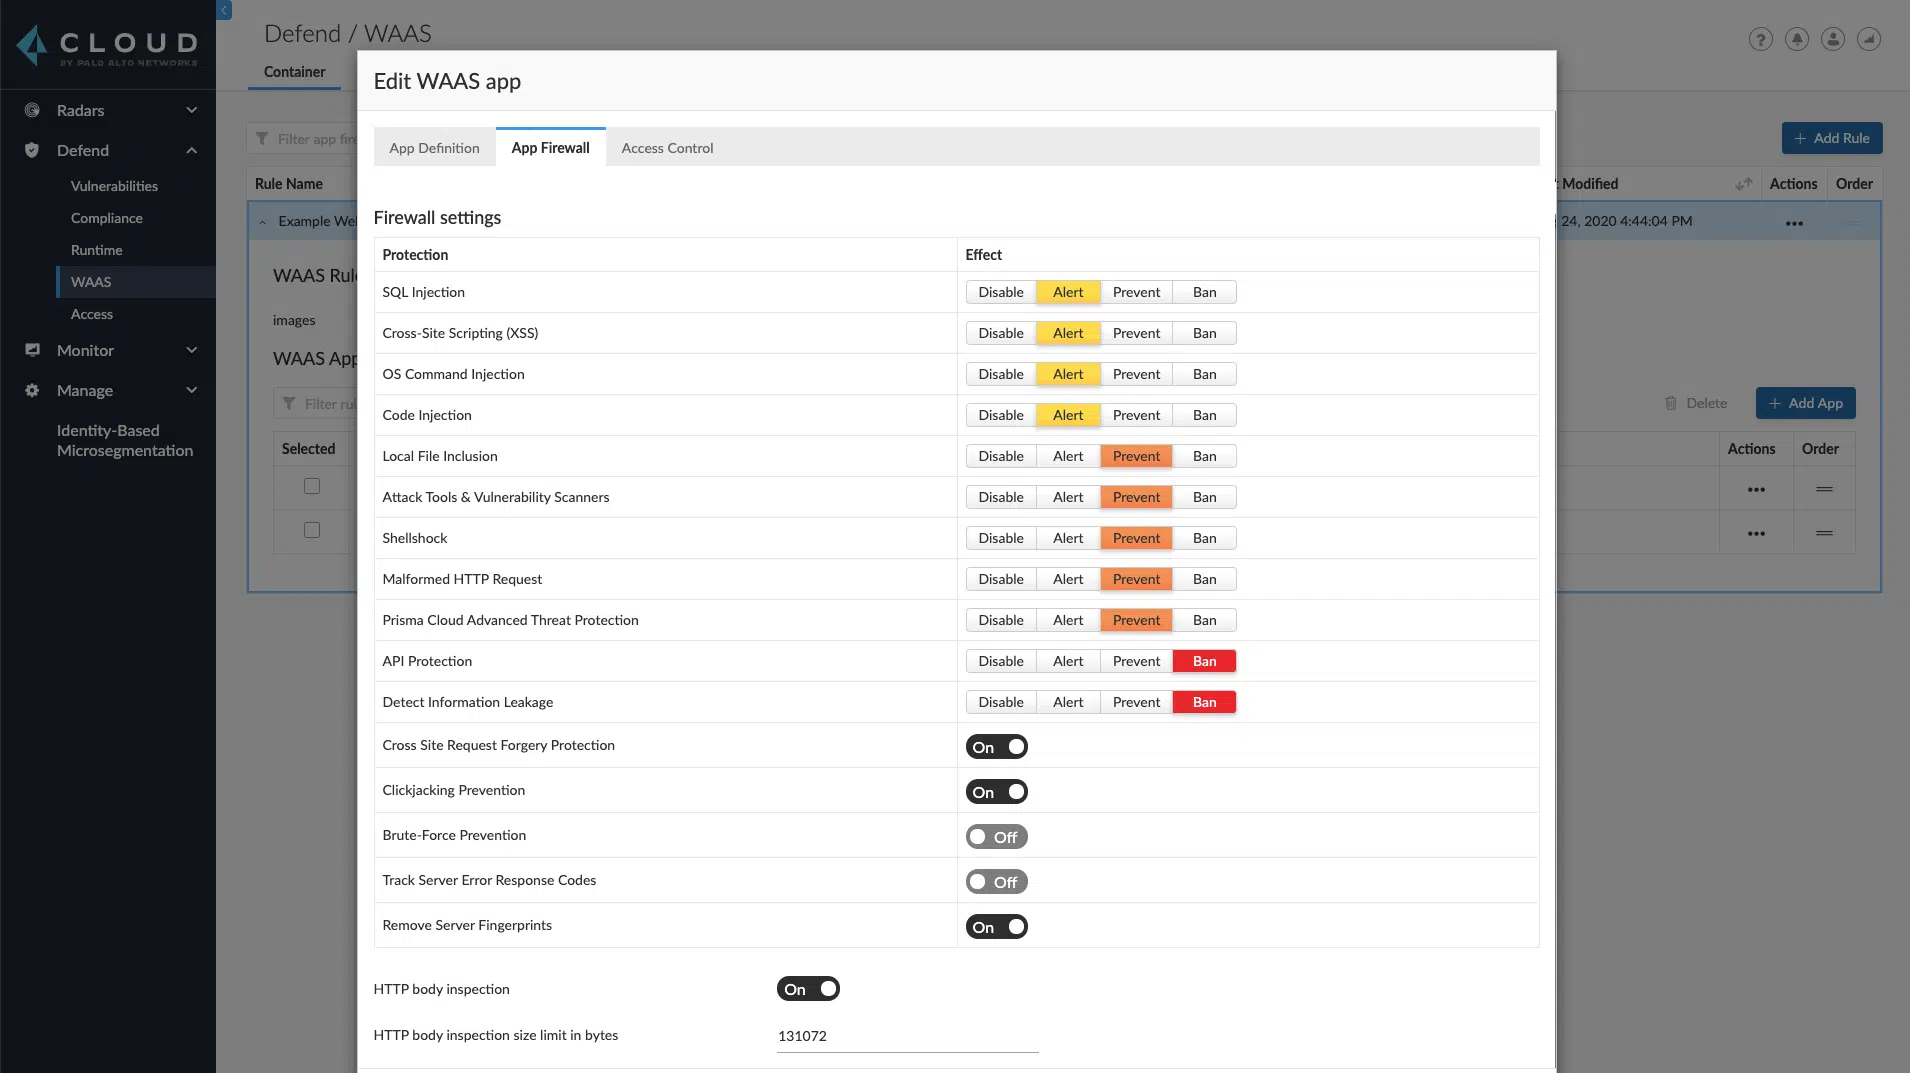 CLOUD
BY PALO ALTO NETWORKS
Radars
Defend
Vulnerabilities
Compliance
Runtime
WAAS
Access
Monitor
Manage
Identity-Based
Microsegmentation
Defend / WAAS
Container
Filter app fire
Add Rule
Rule Name
t Modified
Actions
Order
Example Wel
24, 2020 4:44:04 PM
WAAS Rule
images
WAAS App
Filter rul
Delete
Add App
Selected
Actions
Order
Edit WAAS app
App Definition
App Firewall
Access Control
Firewall settings
Protection Effect
SQL Injection Disable Alert Prevent Ban
Cross-Site Scripting (XSS) Disable Alert Prevent Ban
OS Command Injection Disable Alert Prevent Ban
Code Injection Disable Alert Prevent Ban
Local File Inclusion Disable Alert Prevent Ban
Attack Tools & Vulnerability Scanners Disable Alert Prevent Ban
Shellshock Disable Alert Prevent Ban
Malformed HTTP Request Disable Alert Prevent Ban
Prisma Cloud Advanced Threat Protection Disable Alert Prevent Ban
API Protection Disable Alert Prevent Ban
Detect Information Leakage Disable Alert Prevent Ban
Cross Site Request Forgery Protection On
Clickjacking Prevention On
Brute-Force Prevention Off
Track Server Error Response Codes Off
Remove Server Fingerprints On
HTTP body inspection On
HTTP body inspection size limit in bytes 131072